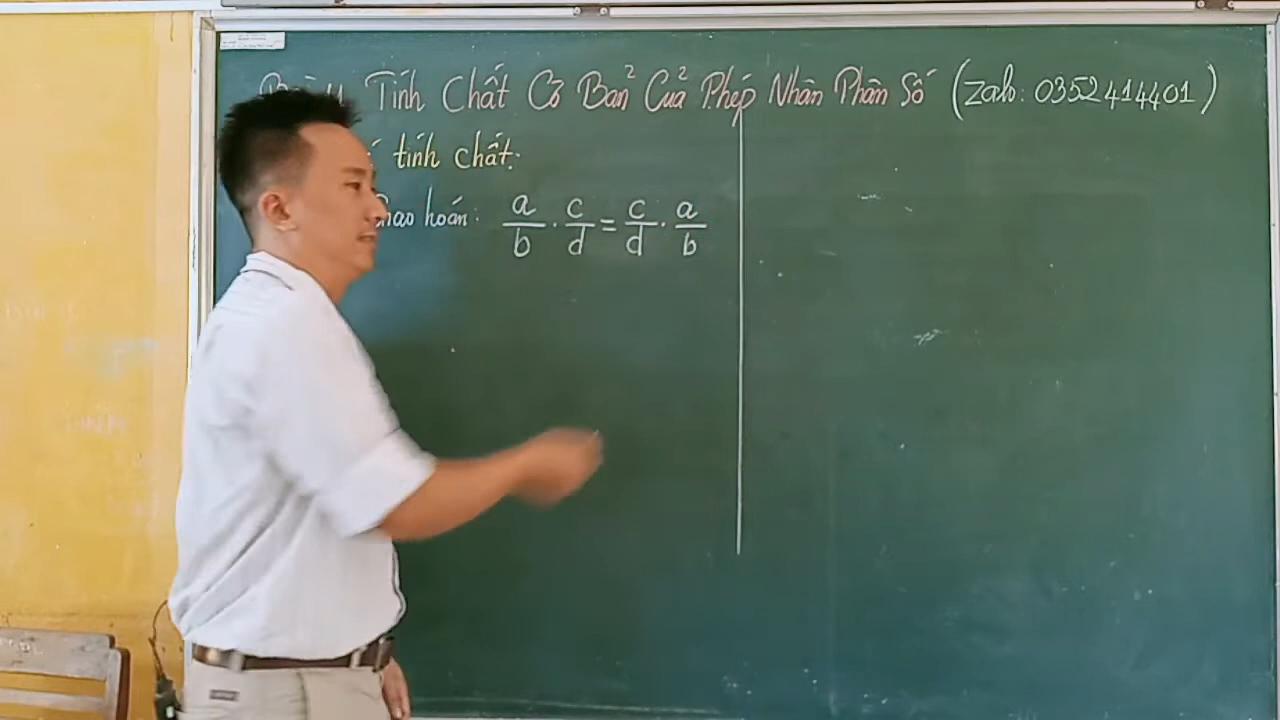 Tính Chất Cơ Bản Của Phép Nhân Phân Số (Zalo: 0352414401)
tính chất:
hoán: a/b · c/d = c/d · a/b